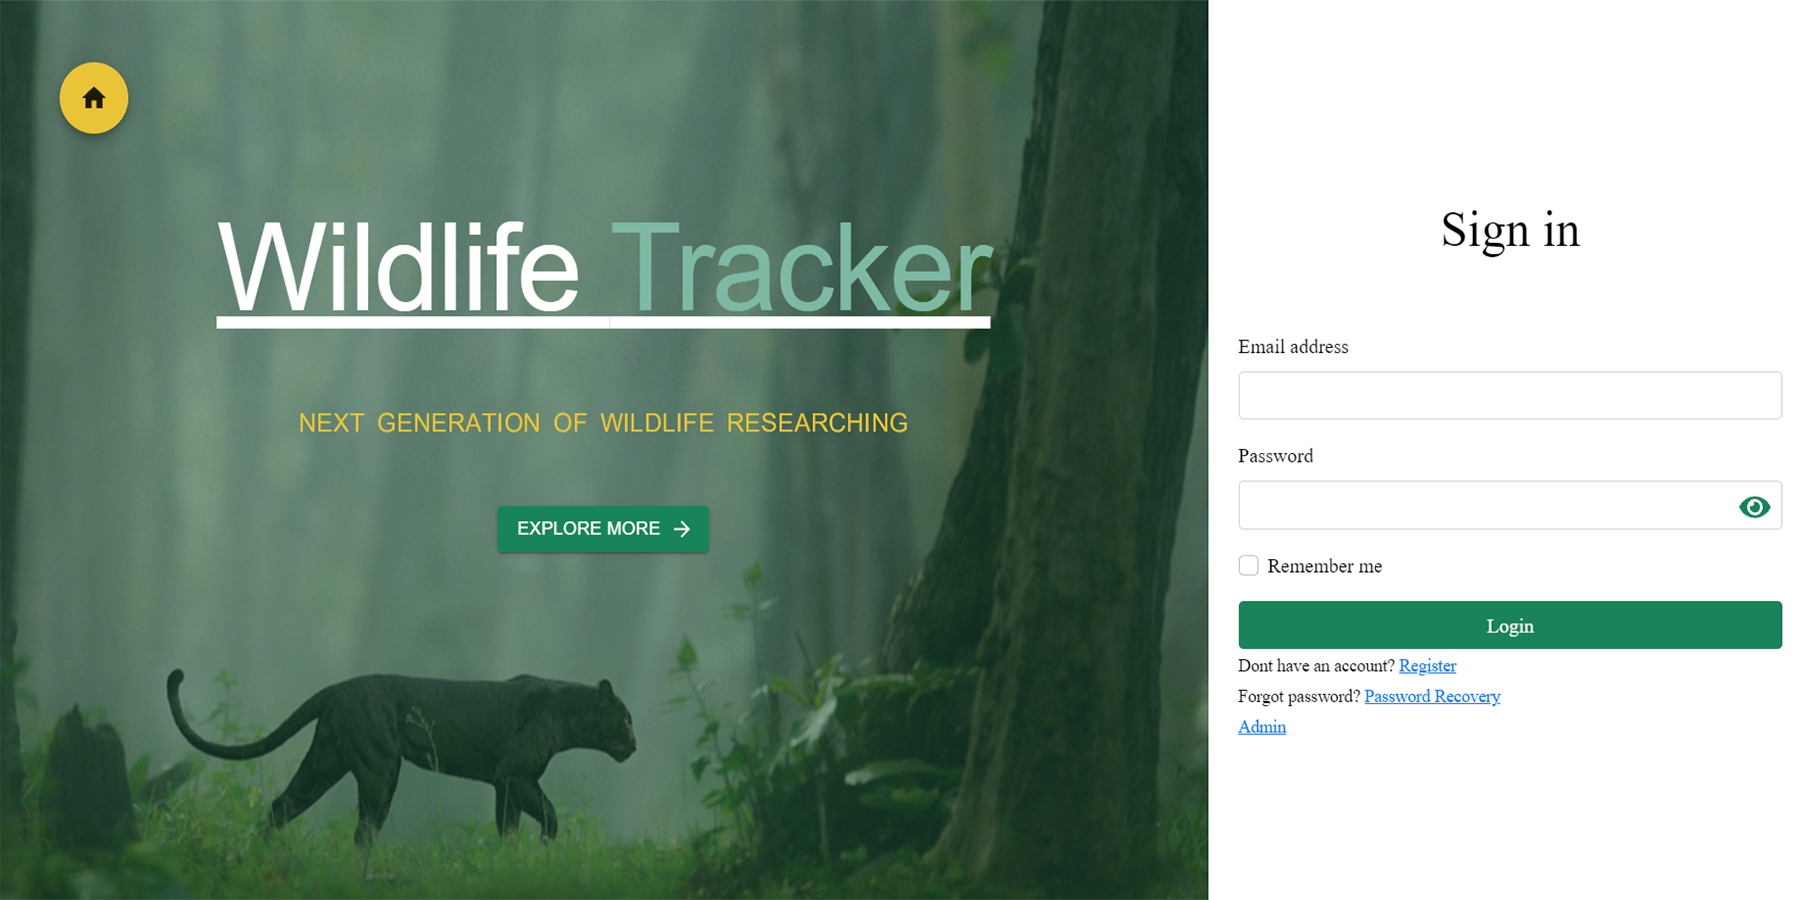 Wildlife Tracker
NEXT GENERATION OF WILDLIFE RESEARCHING
EXPLORE MORE
Sign in
Email address
Password
Remember me
Login
Dont have an account? Register
Forgot password? Password Recovery
Admin